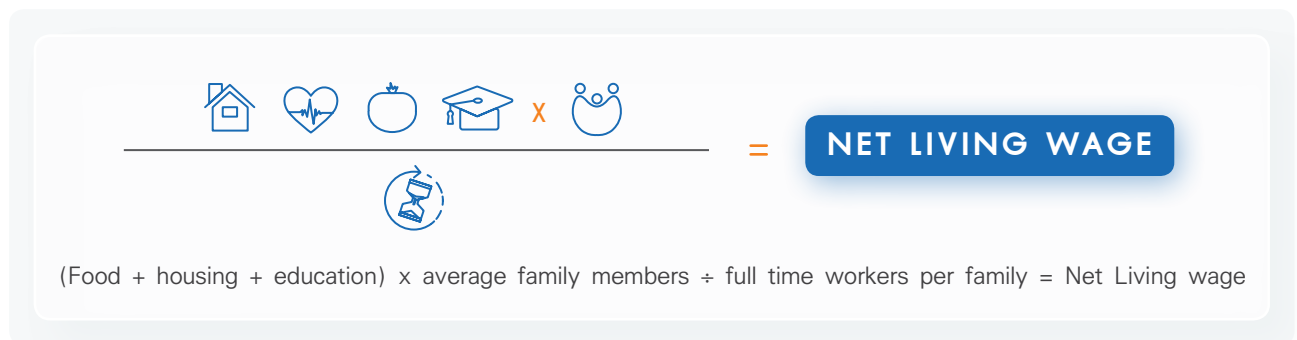 x
= NET LIVING WAGE
(Food + housing + education) x average family members ÷ full time workers per family = Net Living wage